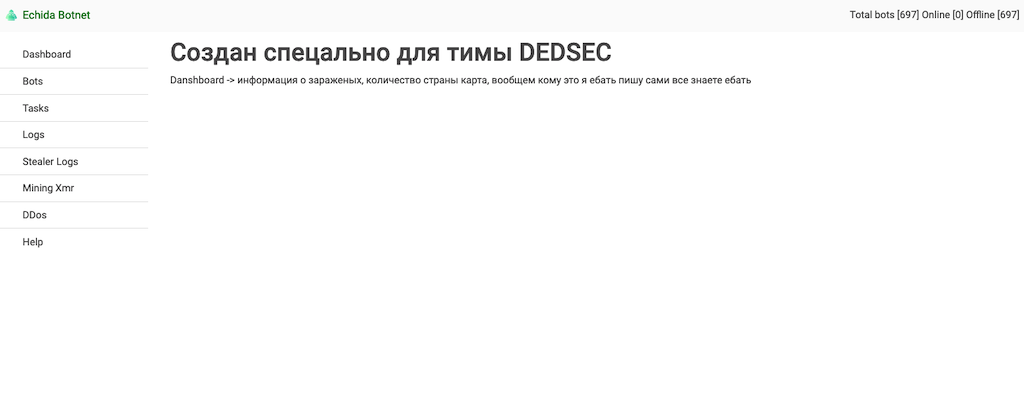 Echida Botnet
Total bots [697] Online [0] Offline [697]
Dashboard
Bots
Tasks
Logs
Stealer Logs
Mining Xmr
DDos
Help
Создан спецально для тимы DEDSEC
Danshboard -> информация о зараженых, количество страны карта, вообщем кому это я ебать пишу сами все знаете ебать